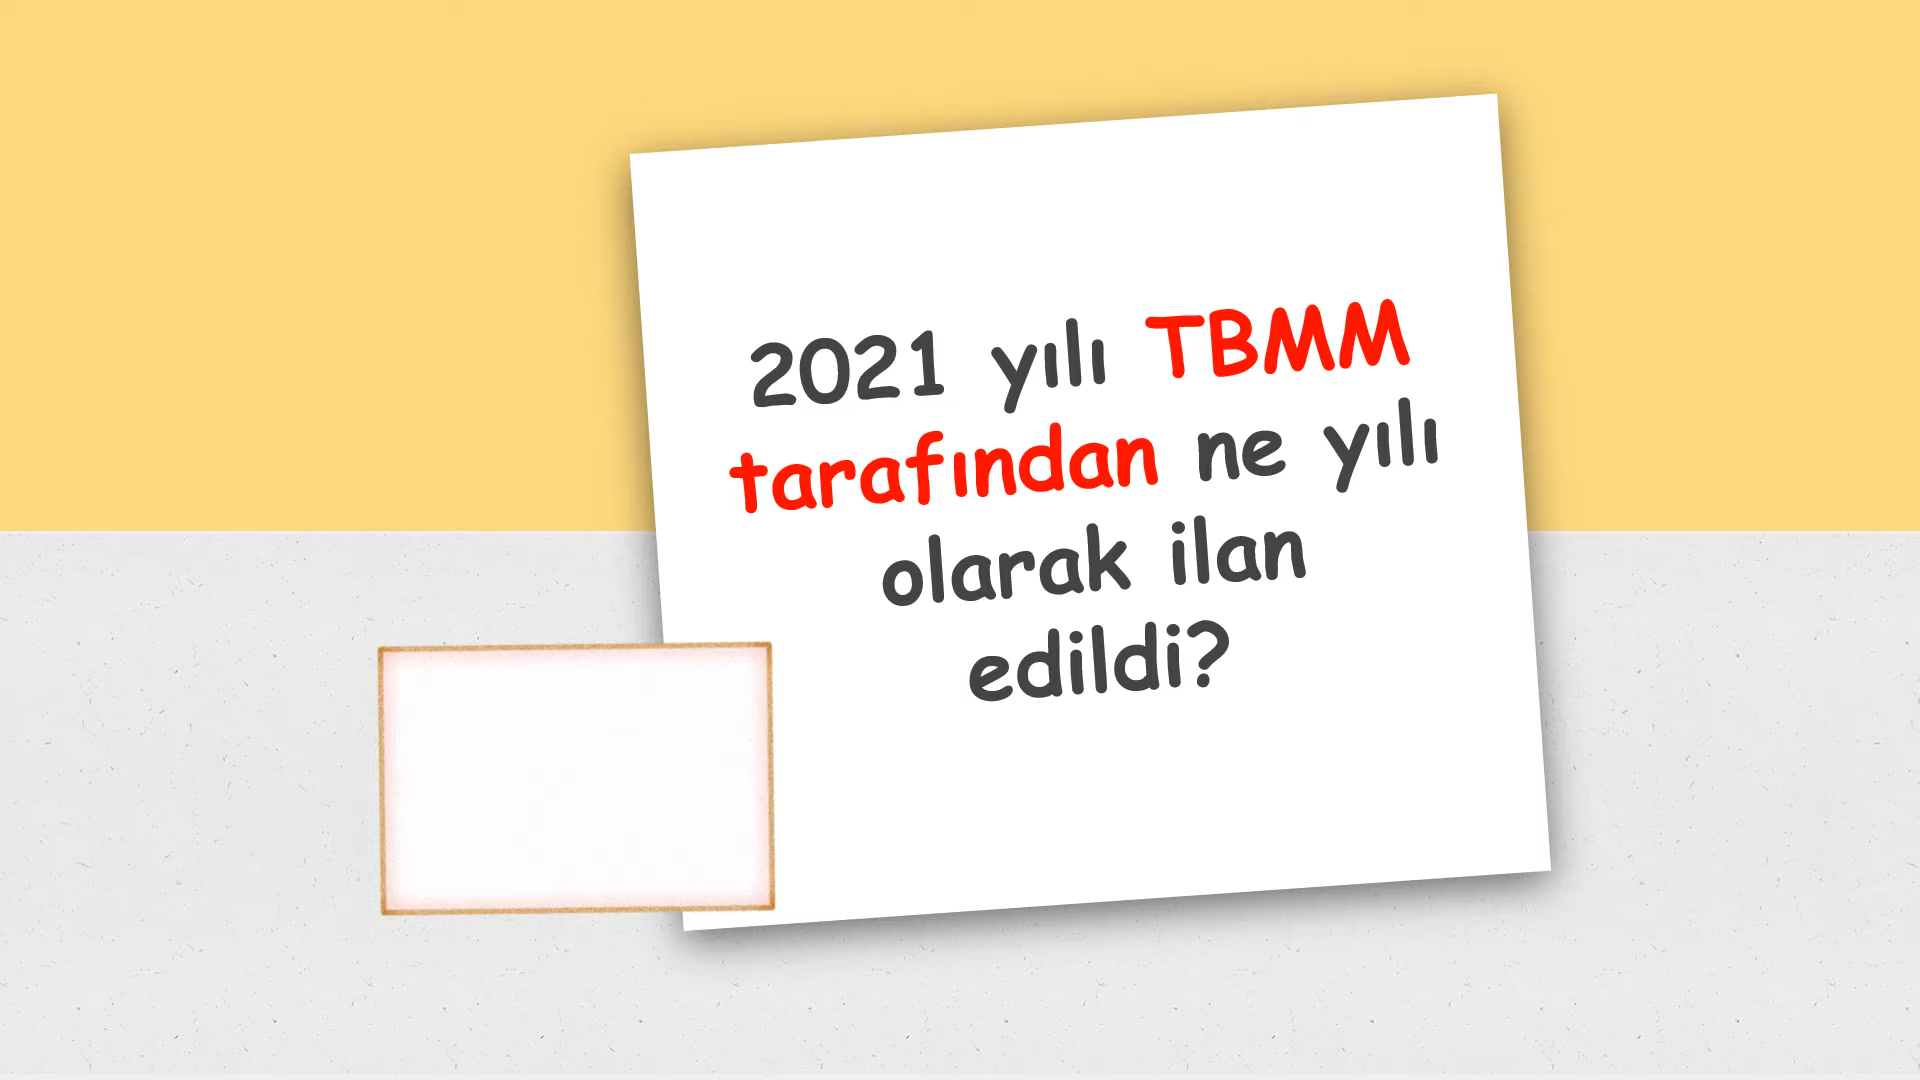 2021 yılı TBMM
tarafından ne yılı
olarak ilan
edildi?